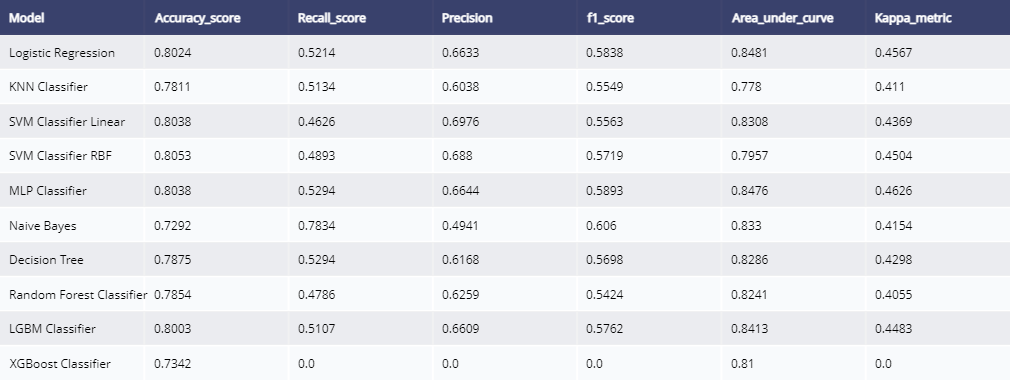 Model Accuracy_score Recall_score Precision f1_score Area_under_curve Kappa_metric
Logistic Regression 0.8024 0.5214 0.6633 0.5838 0.8481 0.4567
KNN Classifier 0.7811 0.5134 0.6038 0.5549 0.778 0.411
SVM Classifier Linear 0.8038 0.4626 0.6976 0.5563 0.8308 0.4369
SVM Classifier RBF 0.8053 0.4893 0.688 0.5719 0.7957 0.4504
MLP Classifier 0.8038 0.5294 0.6644 0.5893 0.8476 0.4626
Naive Bayes 0.7292 0.7834 0.4941 0.606 0.833 0.4154
Decision Tree 0.7875 0.5294 0.6168 0.5698 0.8286 0.4298
Random Forest Classifier 0.7854 0.4786 0.6259 0.5424 0.8241 0.4055
LGBM Classifier 0.8003 0.5107 0.6609 0.5762 0.8413 0.4483
XGBoost Classifier 0.7342 0.0 0.0 0.0 0.81 0.0